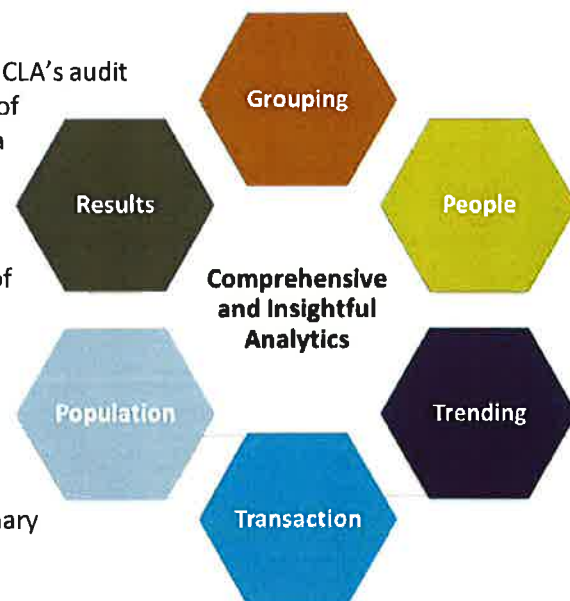 CLA's audit
of
a
of
nary
Grouping
People
Trending
Transaction
Population
Results
Comprehensive
and Insightful
Analytics